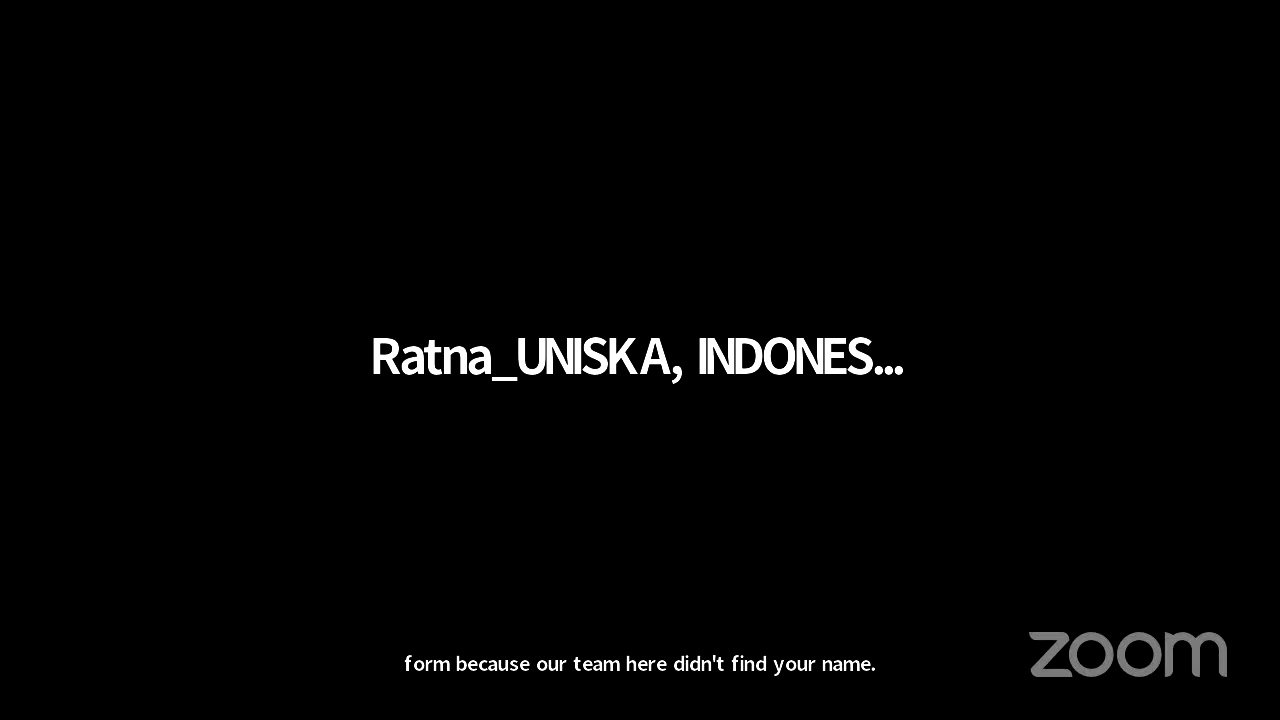 Ratna_UNISKA, INDONES...
form because our team here didn't find your name.
zoom